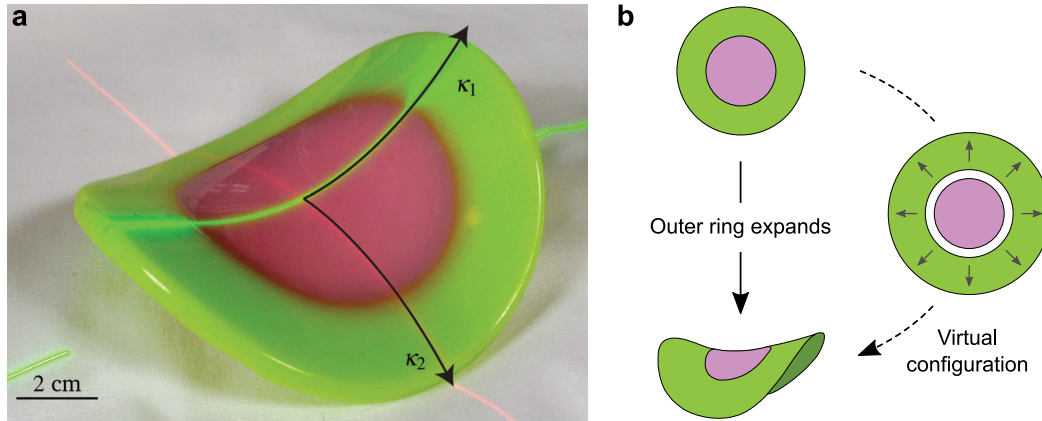 a
κ₁
κ₂
2 cm
b
Outer ring expands
Virtual
configuration